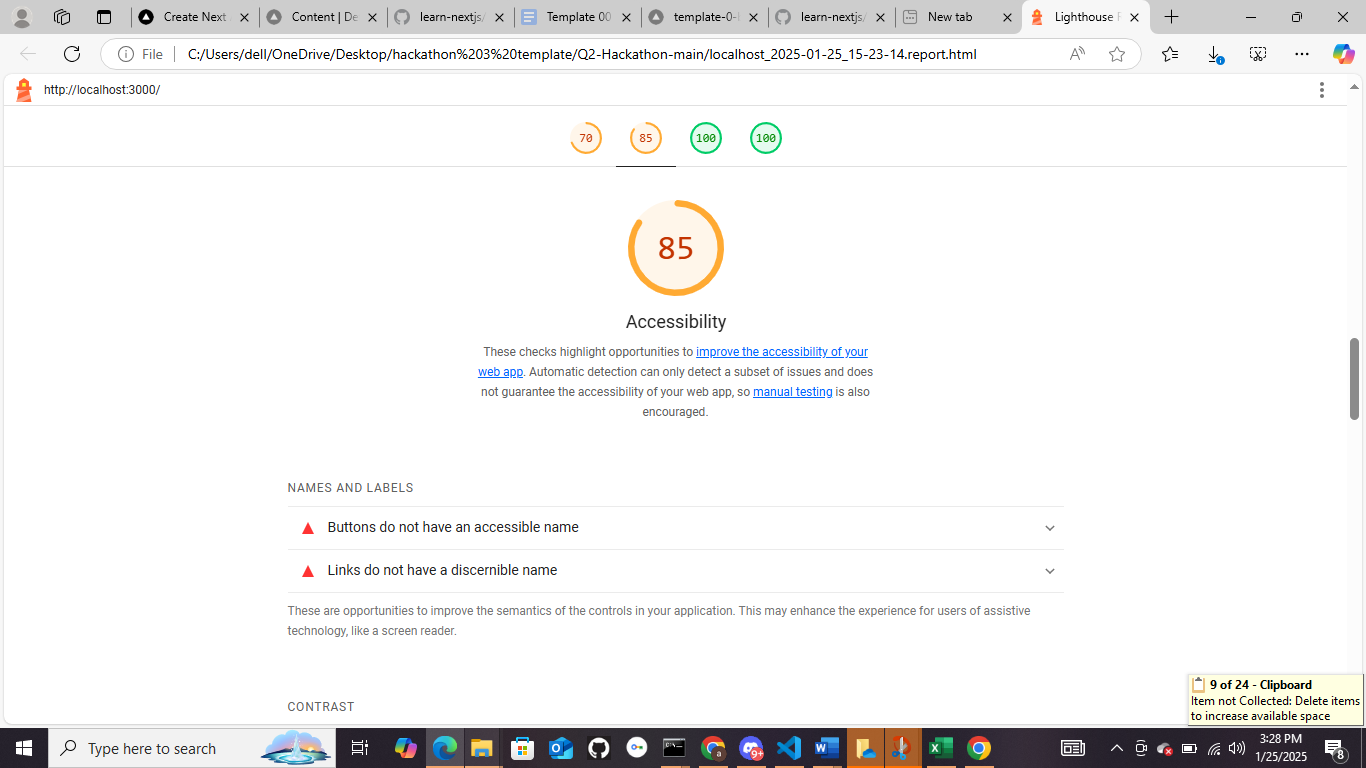 Create Next
Content | De
learn-nextjs/
Template 00
template-0-
learn-nextjs/
New tab
Lighthouse R
File
C:/Users/dell/OneDrive/Desktop/hackathon%203%20template/Q2-Hackathon-main/localhost_2025-01-25_15-23-14.report.html
http://localhost:3000/
70
85
100
100
85
Accessibility
These checks highlight opportunities to improve the accessibility of your
web app. Automatic detection can only detect a subset of issues and does
not guarantee the accessibility of your web app, so manual testing is also
encouraged.
NAMES AND LABELS
Buttons do not have an accessible name
Links do not have a discernible name
These are opportunities to improve the semantics of the controls in your application. This may enhance the experience for users of assistive
technology, like a screen reader.
CONTRAST
9 of 24 - Clipboard
Item not Collected: Delete items
to increase available space
Type here to search
a
9+
3:28 PM
1/25/2025
8